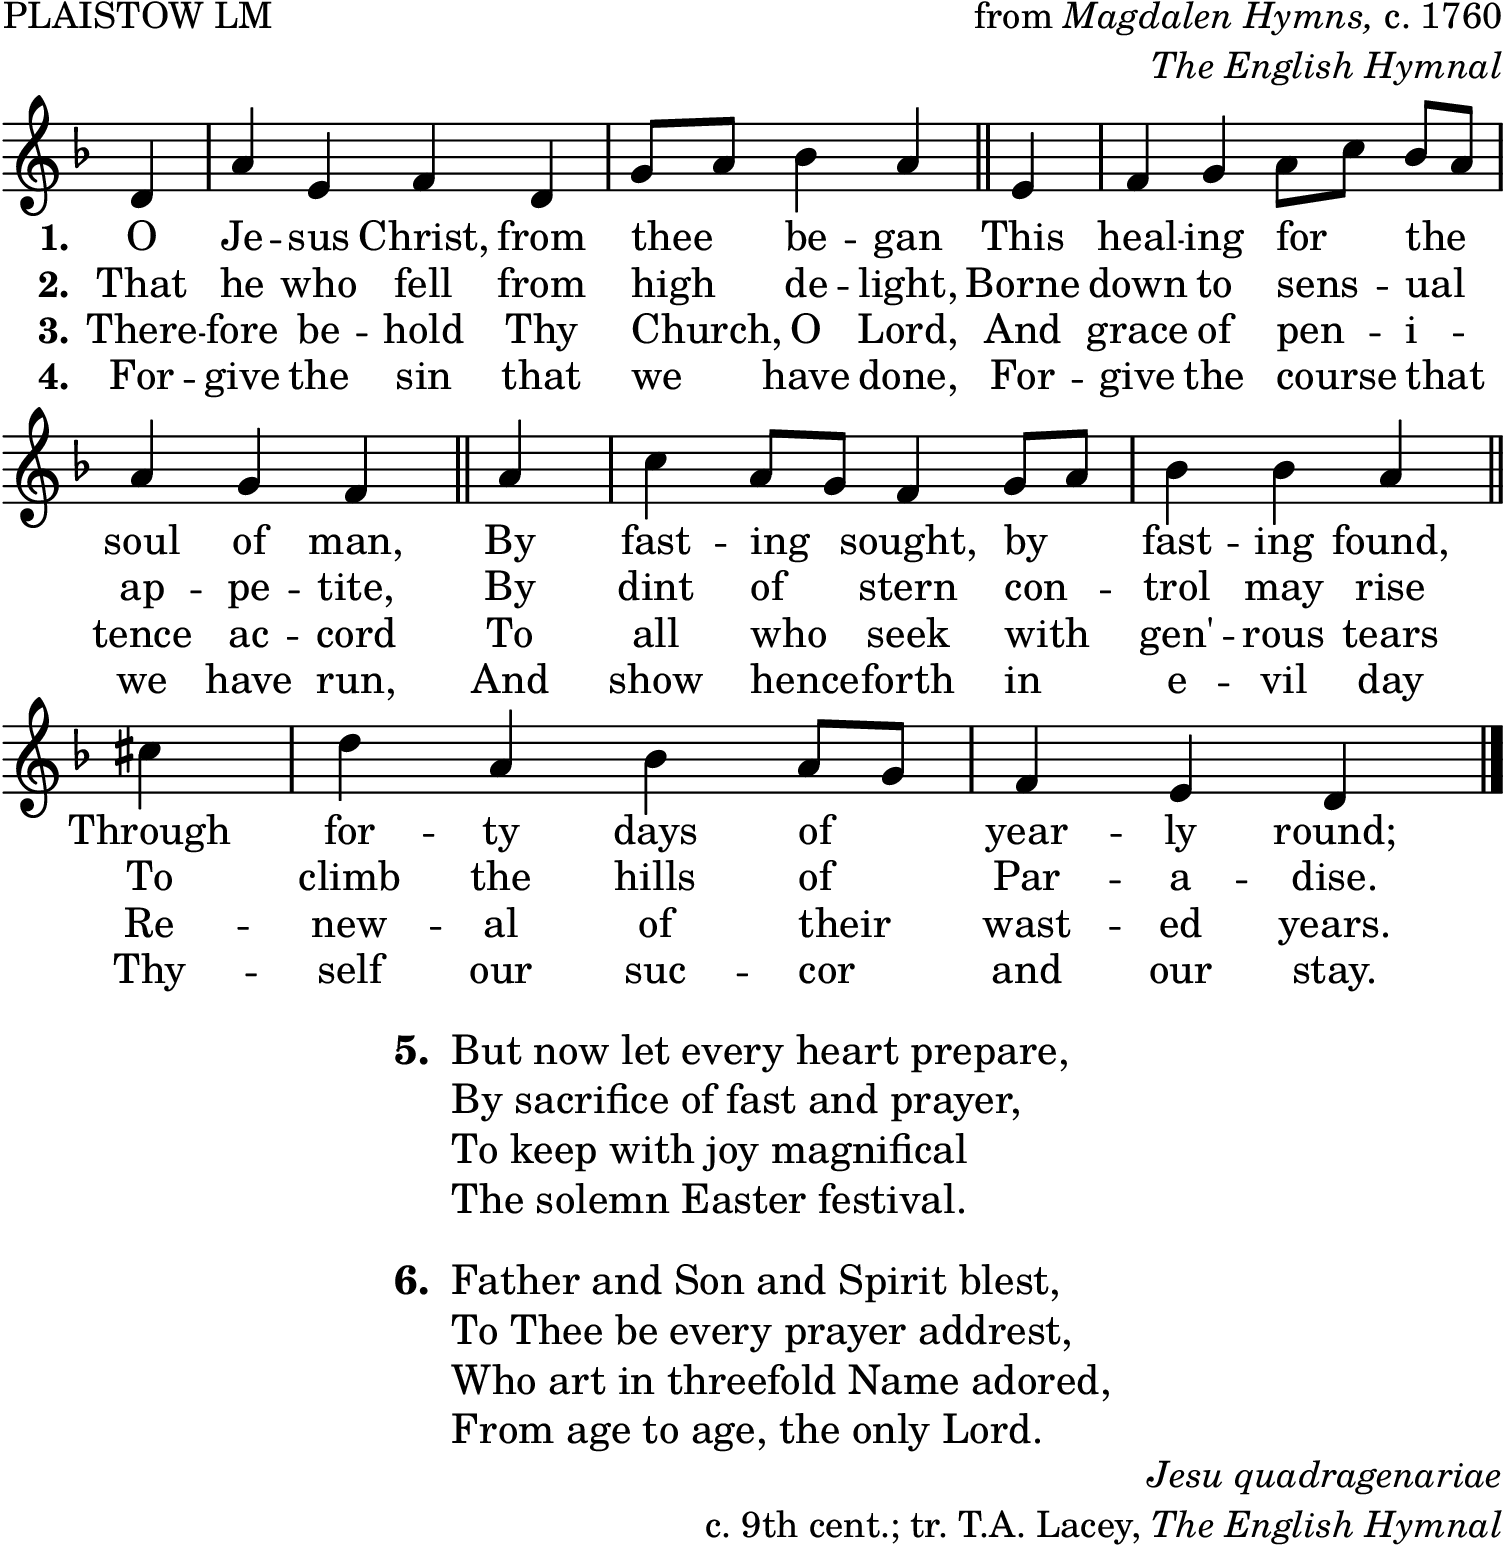 PLAISTOW LM
from Magdalen Hymns, c. 1760
The English Hymnal
1. O Je -- sus Christ, from thee be -- gan This heal -- ing for the
2. That he who fell from high de -- light, Borne down to sens -- ual
3. There -- fore be -- hold Thy Church, O Lord, And grace of pen -- i --
4. For -- give the sin that we have done, For -- give the course that
soul of man, By fast -- ing sought, by fast -- ing found,
ap -- pe -- tite, By dint of stern con -- trol may rise
tence ac -- cord To all who seek with gen' -- rous tears
we have run, And show henceforth in e -- vil day
Through for -- ty days of year -- ly round;
To climb the hills of Par -- a -- dise.
Re -- new -- al of their wast -- ed years.
Thy -- self our suc -- cor and our stay.
5. But now let every heart prepare,
By sacrifice of fast and prayer,
To keep with joy magnifical
The solemn Easter festival.
6. Father and Son and Spirit blest,
To Thee be every prayer addrest,
Who art in threefold Name adored,
From age to age, the only Lord.
Jesu quadragenariae
c. 9th cent.; tr. T.A. Lacey, The English Hymnal